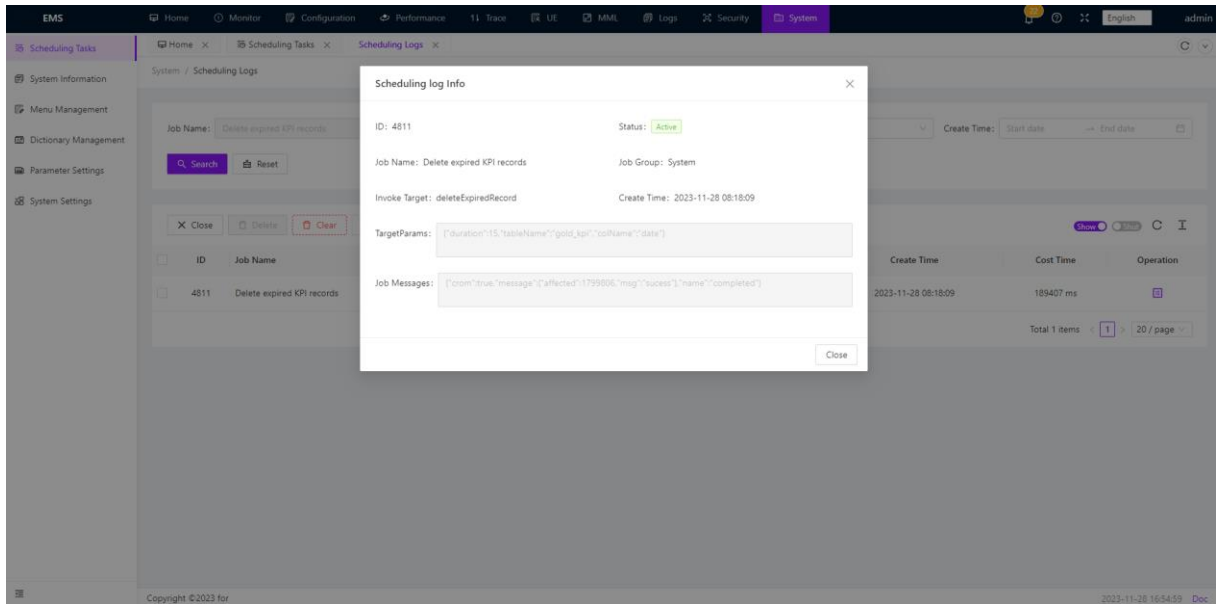 EMS Home Monitor Configuration Performance Trace UE MML Logs Security System 22 English admin
Scheduling Tasks Home Scheduling Tasks Scheduling Logs
System Information System / Scheduling Logs
Scheduling log Info
Menu Management
Dictionary Management Job Name: Delete expired KPI records ID: 4811 Status: Active Create Time: Start date → End date
Parameter Settings Search Reset Job Name: Delete expired KPI records Job Group: System
System Settings Invoke Target: deleteExpiredRecord Create Time: 2023-11-28 08:18:09
Close Delete Clear TargetParams: {"duration":15,"tableName":"gold_kpi","colName":"date"} Show
ID Job Name Create Time Cost Time Operation
Job Messages: {"cron":true,"message":{"affected":1799806,"msg":"sucess"},"name":"completed"}
4811 Delete expired KPI records 2023-11-28 08:18:09 189407 ms
Total 1 items 1 20 / page
Close
Copyright ©2023 for 2023-11-28 16:54:59 Doc